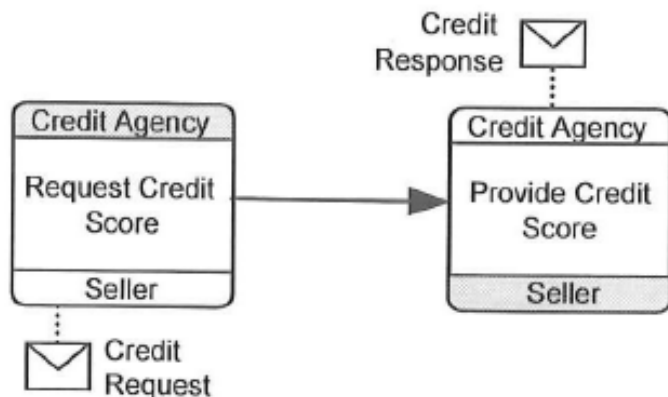 Credit
Response
Credit Agency
Request Credit
Score
Seller
Credit
Request
Credit Agency
Provide Credit
Score
Seller